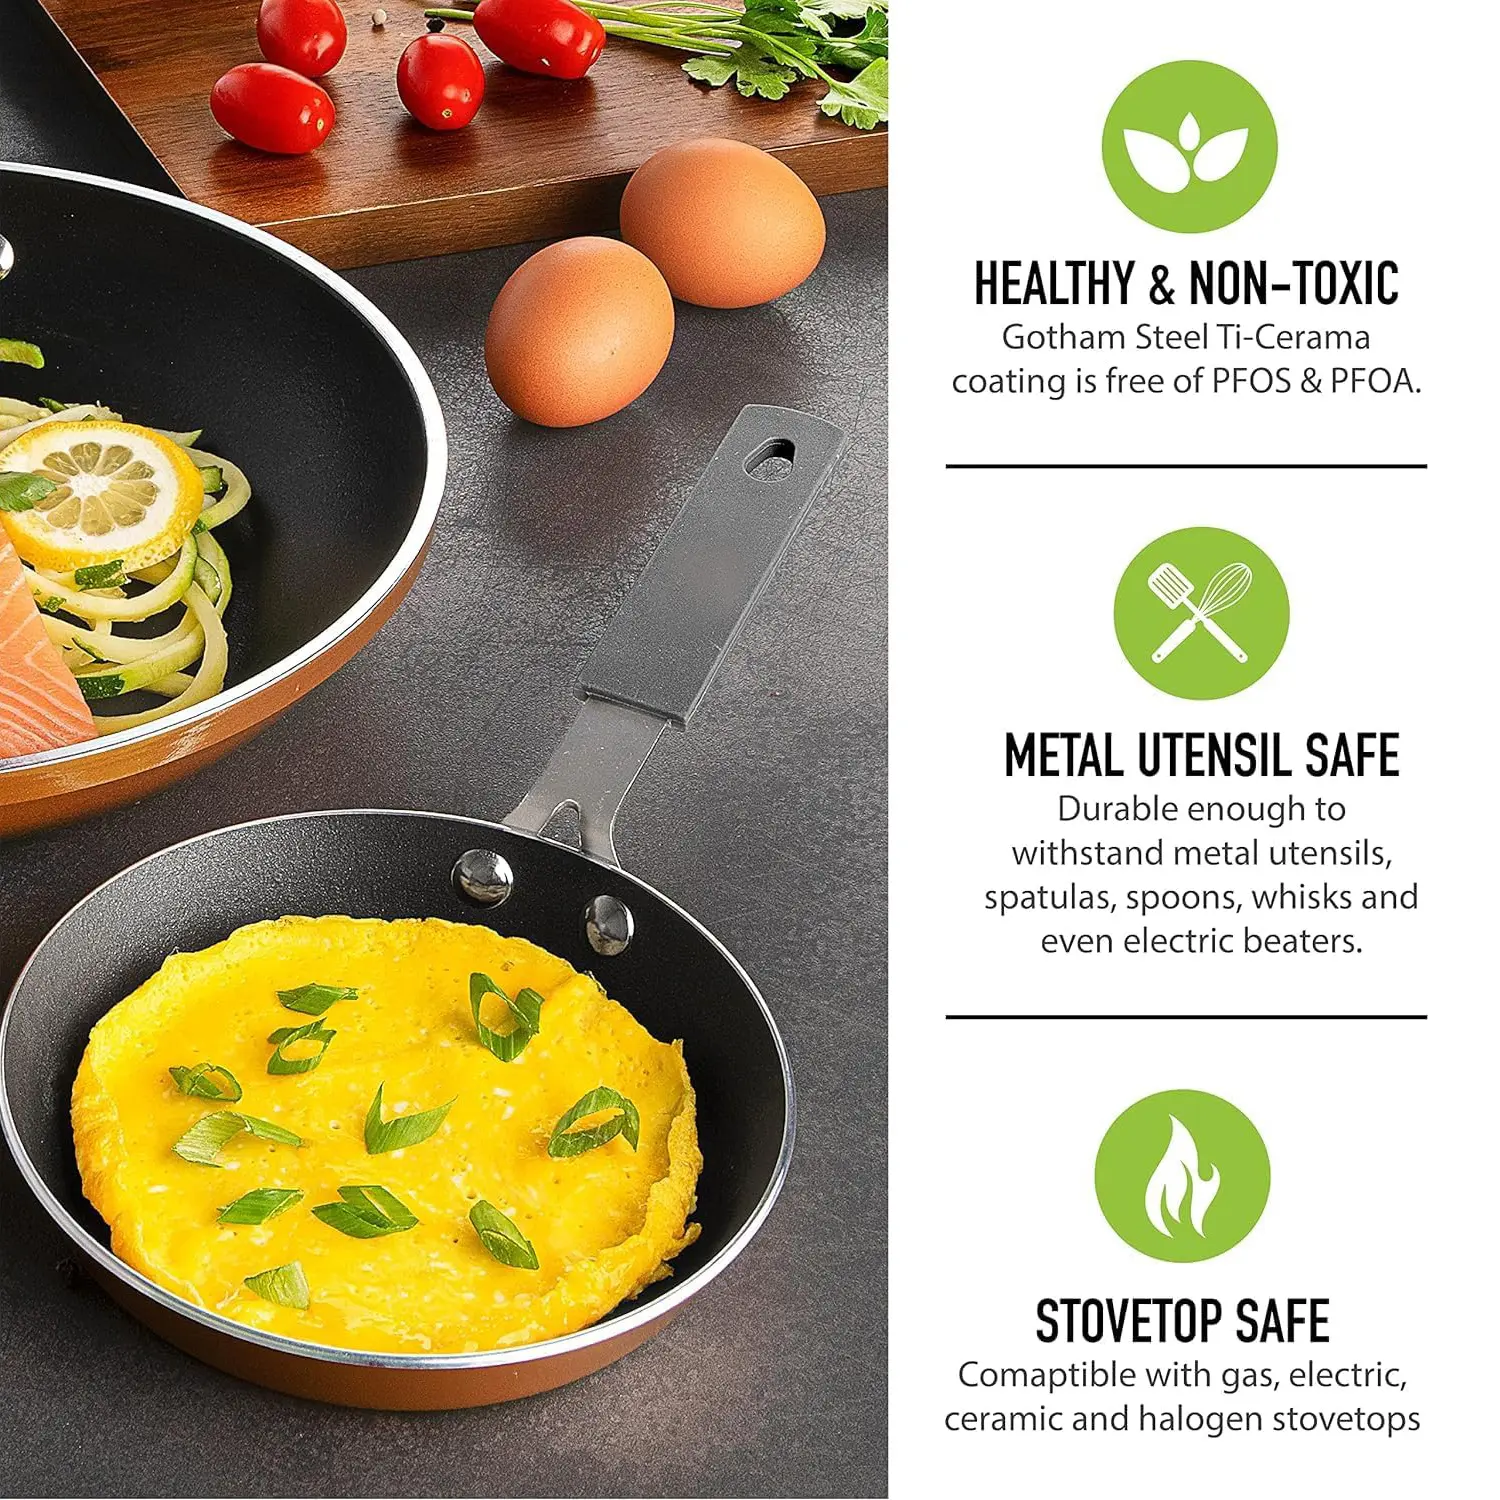 HEALTHY & NON-TOXIC
Gotham Steel Ti-Cerama
coating is free of PFOS & PFOA.
METAL UTENSIL SAFE
Durable enough to
withstand metal utensils,
spatulas, spoons, whisks and
even electric beaters.
STOVETOP SAFE
Comaptible with gas, electric,
ceramic and halogen stovetops